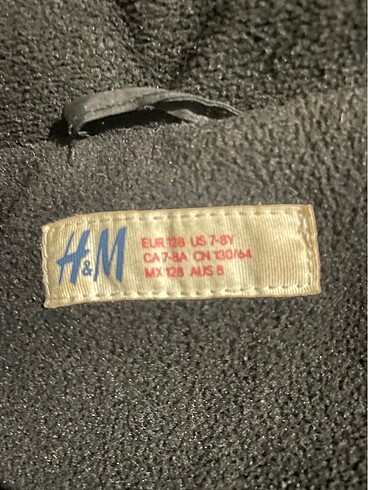 H&M
EUR 128 US 7-8Y
CA 7-8A CN 130/64
MX 128 AUS 8